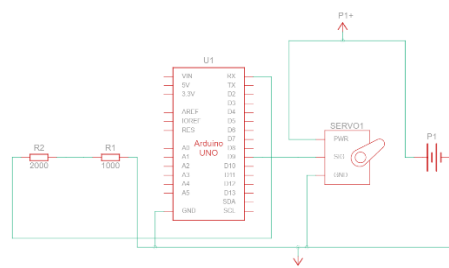 P1+
U1
VIN
5V
3.3V
AREF
IOREF
RES
A0
A1
A2
A3
A4
A5
GND
Arduino
UNO
RX
TX
D2
D3
D4
D5
D6
D7
D8
D9
D10
D11
D12
D13
SDA
SCL
R2
2000
R1
1000
SERVO1
PWR
SIG
GND
P1